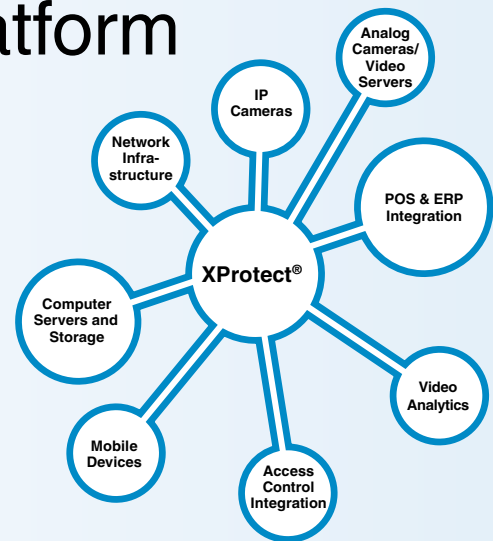 atform
Analog
Cameras/
Video
Servers
IP
Cameras
Network
Infra-
structure
POS & ERP
Integration
XProtect®
Computer
Servers and
Storage
Video
Analytics
Mobile
Devices
Access
Control
Integration